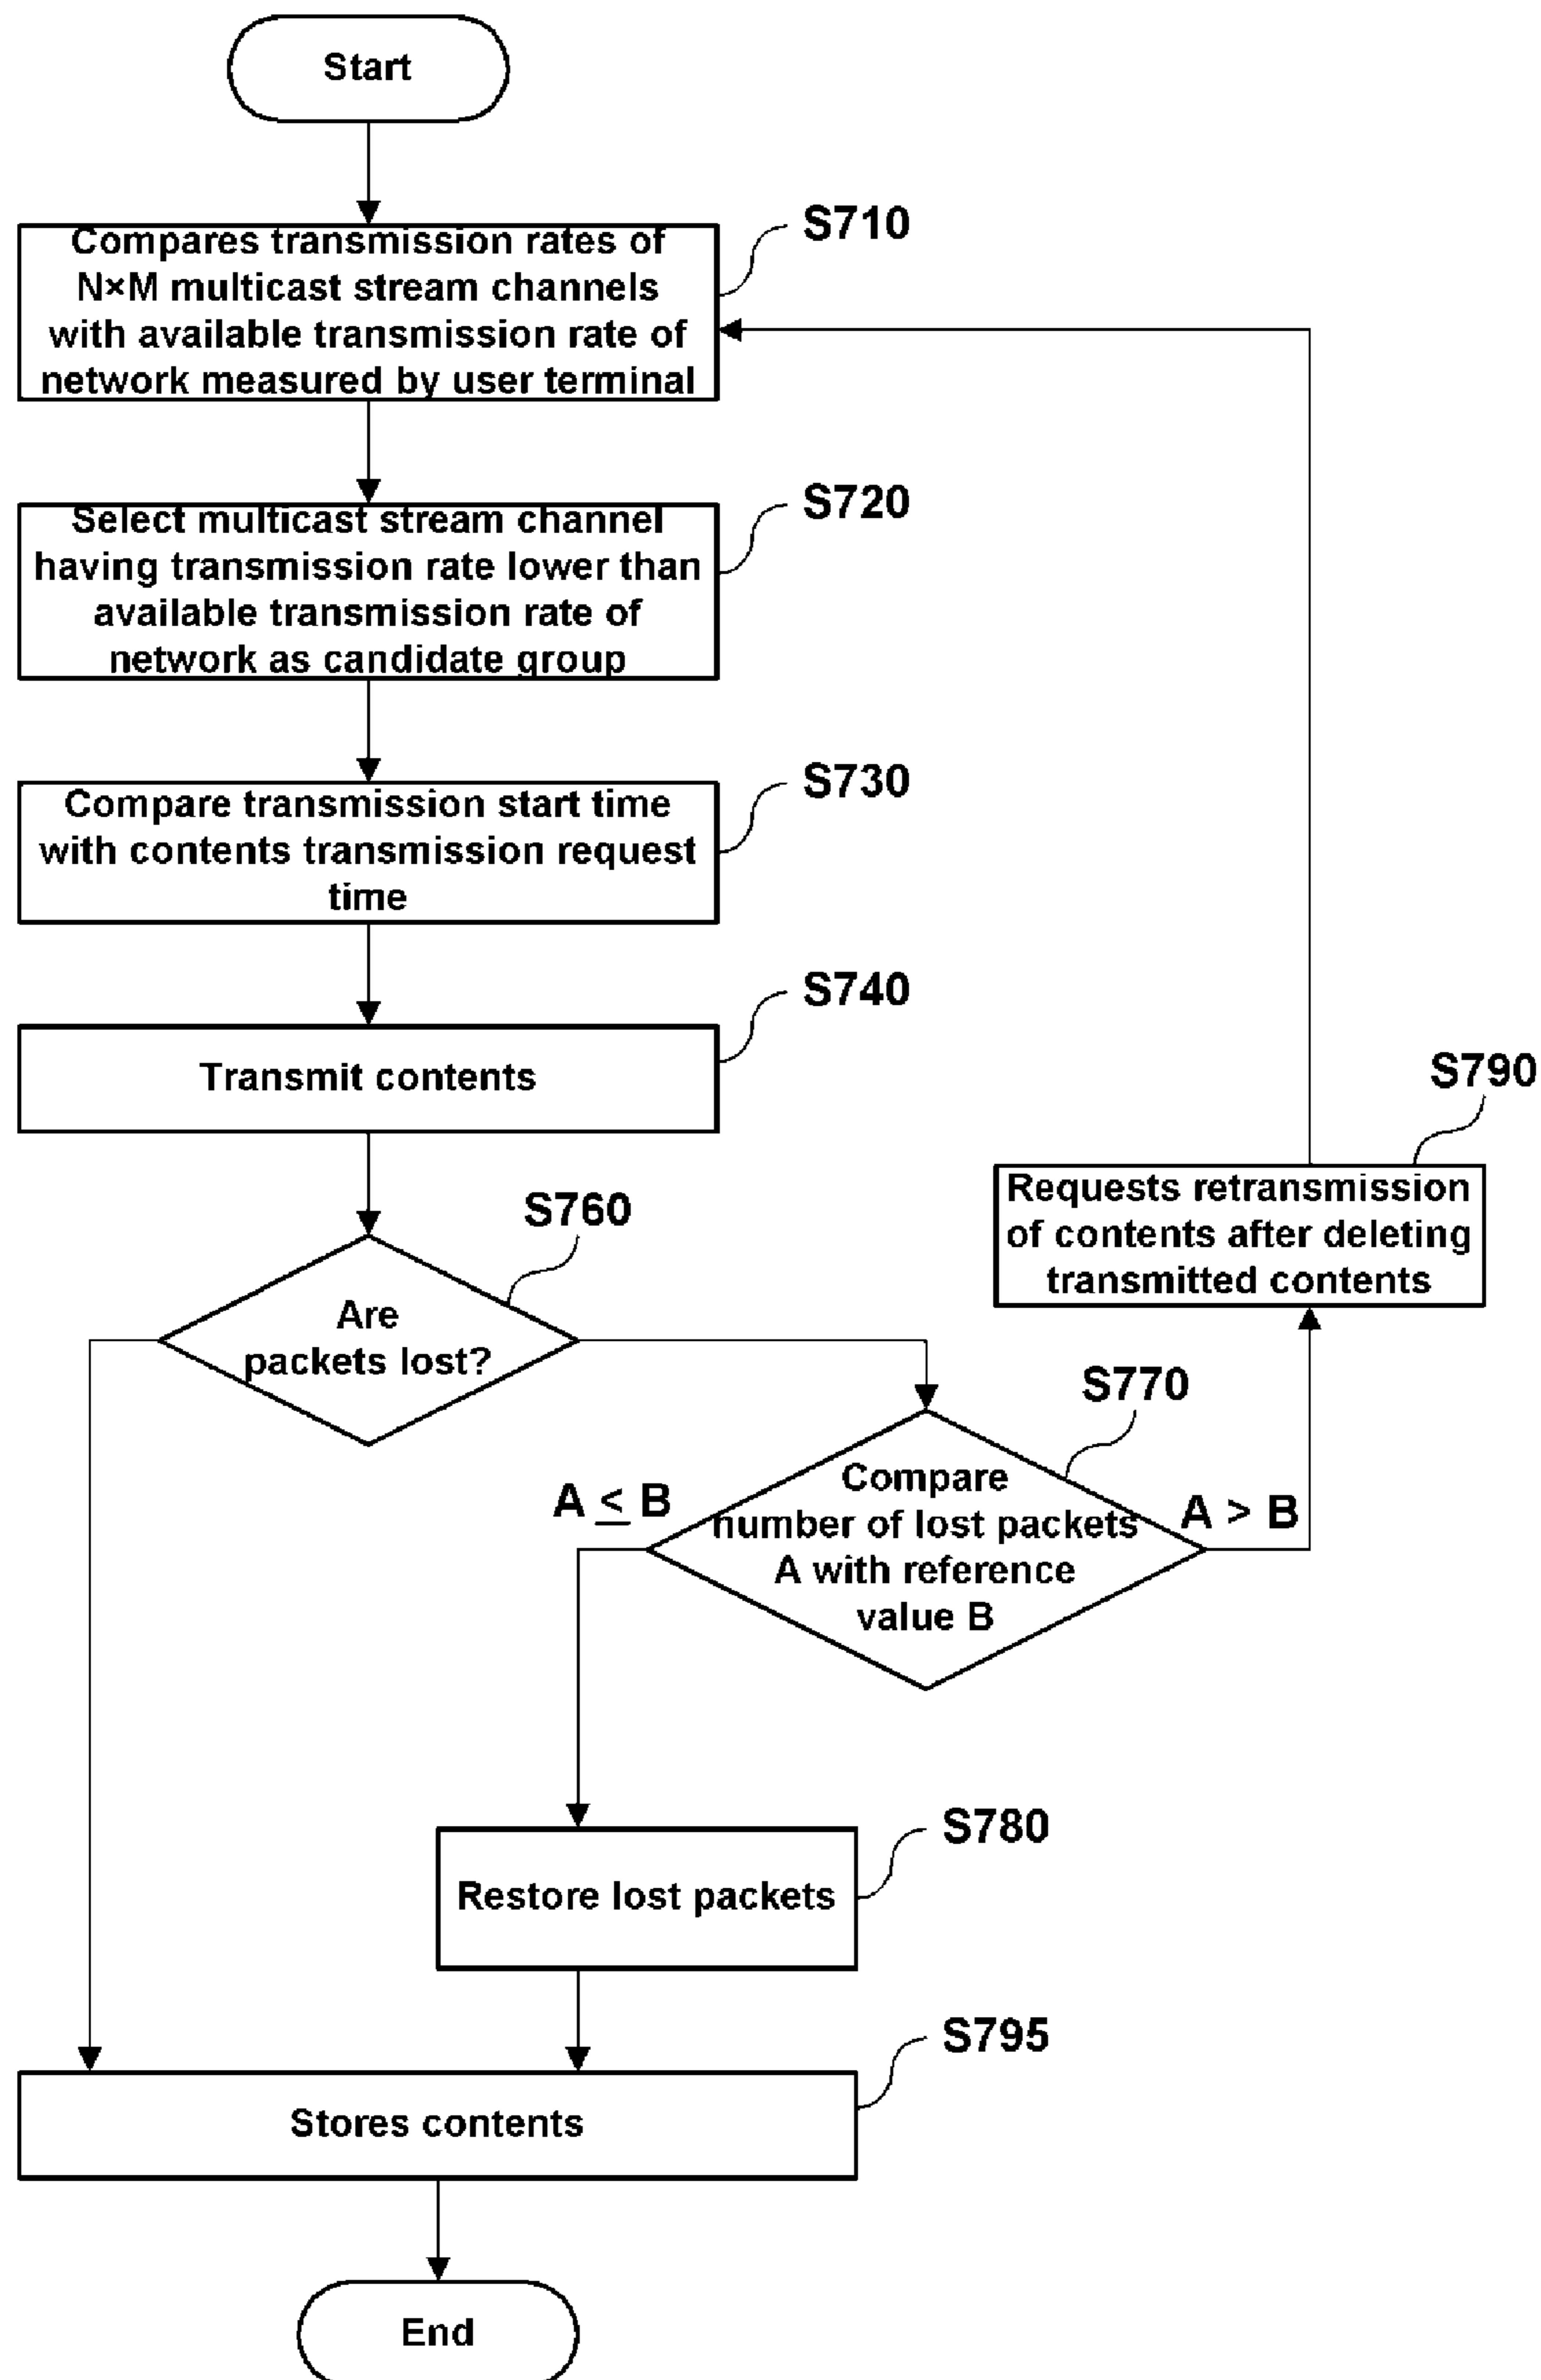 Start
S710
Compares transmission rates of
N×M multicast stream channels
with available transmission rate of
network measured by user terminal
S720
Select multicast stream channel
having transmission rate lower than
available transmission rate of
network as candidate group
S730
Compare transmission start time
with contents transmission request
time
S740
Transmit contents
S790
Requests retransmission
of contents after deleting
transmitted contents
S760
Are
packets lost?
S770
Compare
number of lost packets
A with reference
value B
A ≤ B
A > B
S780
Restore lost packets
S795
Stores contents
End